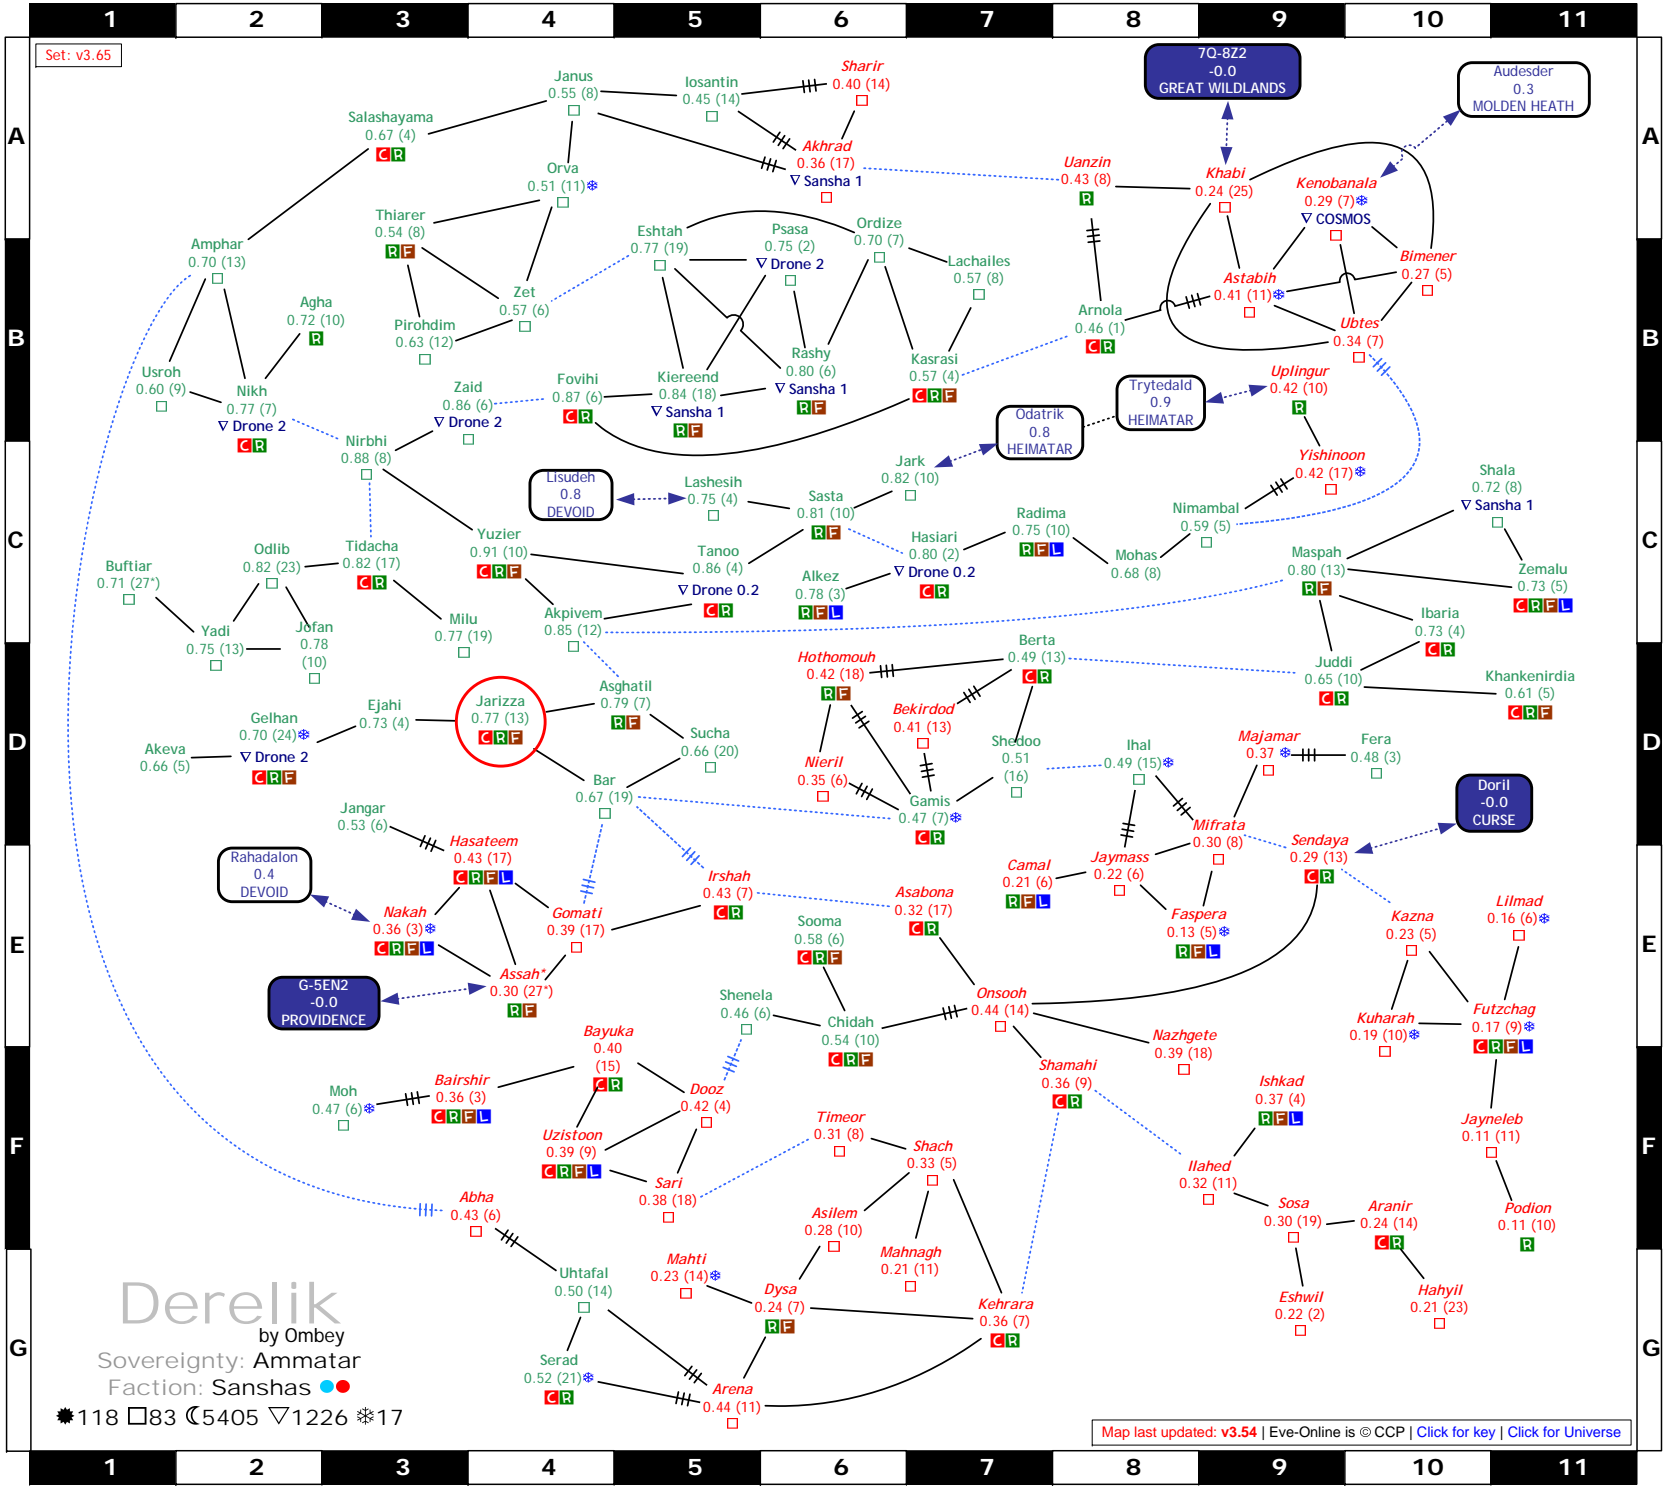 1 2 3 4 5 6 7 8 9 10 11
Set: v3.65
A
A
Janus
0.55 (8)
Iosantin
0.45 (14)
Sharir
0.40 (14)
7Q-8Z2
-0.0
GREAT WILDLANDS
Audesder
0.3
MOLDEN HEATH
Salashayama
0.67 (4)
C R
Akhrad
0.36 (17)
▽ Sansha 1
Orva
0.51 (11)❄
Uanzin
0.43 (8)
R
Khabi
0.24 (25)
Kenobanala
0.29 (7)❄
▽ COSMOS
Thiarer
0.54 (8)
R F
B
B
Amphar
0.70 (13)
Eshtah
0.77 (19)
Psasa
0.75 (2)
▽ Drone 2
Ordize
0.70 (7)
Lachailes
0.57 (8)
Bimener
0.27 (5)
Astabih
0.41 (11)❄
Agha
0.72 (10)
R
Zet
0.57 (6)
Pirohdim
0.63 (12)
Arnola
0.46 (1)
C R
Ubtes
0.34 (7)
Rashy
0.80 (6)
▽ Sansha 1
R F
Kasrasi
0.57 (4)
C R F
Usroh
0.60 (9)
Nikh
0.77 (7)
▽ Drone 2
C R
Zaid
0.86 (6)
▽ Drone 2
Fovihi
0.87 (6)
C R
Kiereend
0.84 (18)
▽ Sansha 1
R F
Uplingur
0.42 (10)
R
Trytedald
0.9
HEIMATAR
Odatrik
0.8
HEIMATAR
C
C
Nirbhi
0.88 (8)
Yishinoon
0.42 (17)❄
Jark
0.82 (10)
Lisudeh
0.8
DEVOID
Lashesih
0.75 (4)
Sasta
0.81 (10)
R F
Shala
0.72 (8)
▽ Sansha 1
Nimambal
0.59 (5)
Radima
0.75 (10)
R F L
Yuzier
0.91 (10)
C R F
Hasiari
0.80 (2)
▽ Drone 0.2
C R
Tidacha
0.82 (17)
C R
Odlib
0.82 (23)
Tanoo
0.86 (4)
▽ Drone 0.2
C R
Mohas
0.68 (8)
Maspah
0.80 (13)
R F
Buftiar
0.71 (27*)
Zemalu
0.73 (5)
C R F L
Alkez
0.78 (3)
R F L
Akpivem
0.85 (12)
Milu
0.77 (19)
Ibaria
0.73 (4)
C R
Yadi
0.75 (13)
Jofan
0.78
(10)
D
D
Berta
0.49 (13)
C R
Hothomouh
0.42 (18)
R F
Juddi
0.65 (10)
C R
Khankenirdia
0.61 (5)
C R F
Asghatil
0.79 (7)
R F
Jarizza
0.77 (13)
C R F
Ejahi
0.73 (4)
Bekirdod
0.41 (13)
Gelhan
0.70 (24)❄
▽ Drone 2
C R F
Sucha
0.66 (20)
Shedoo
0.51
(16)
Ihal
0.49 (15)❄
Majamar
0.37 ❄
Fera
0.48 (3)
Akeva
0.66 (5)
Nieril
0.35 (6)
Bar
0.67 (19)
Doril
-0.0
CURSE
Gamis
0.47 (7)❄
C R
Jangar
0.53 (6)
Mifrata
0.30 (8)
Hasateem
0.43 (17)
C R F L
Sendaya
0.29 (13)
C R
E
E
Rahadalon
0.4
DEVOID
Jaymass
0.22 (6)
Camal
0.21 (6)
R F L
Irshah
0.43 (7)
C R
Asabona
0.32 (17)
C R
Lilmad
0.16 (6)❄
Nakah
0.36 (3)❄
C R F L
Gomati
0.39 (17)
Faspera
0.13 (5)❄
R F L
Kazna
0.23 (5)
Sooma
0.58 (6)
C R F
Assah*
0.30 (27*)
R F
G-5EN2
-0.0
PROVIDENCE
Shenela
0.46 (6)
Onsooh
0.44 (14)
Futzchag
0.17 (9)❄
C R F L
Kuharah
0.19 (10)❄
Chidah
0.54 (10)
C R F
Bayuka
0.40
(15)
C R
Nazhgete
0.39 (18)
F
F
Shamahi
0.36 (9)
C R
Bairshir
0.36 (3)
C R F L
Moh
0.47 (6)❄
Dooz
0.42 (4)
Ishkad
0.37 (4)
R F L
Timeor
0.31 (8)
Jayneleb
0.11 (11)
Uzistoon
0.39 (9)
C R F L
Shach
0.33 (5)
Ilahed
0.32 (11)
Sari
0.38 (18)
Abha
0.43 (6)
Asilem
0.28 (10)
Sosa
0.30 (19)
Aranir
0.24 (14)
C R
Podion
0.11 (10)
R
G
G
Mahnagh
0.21 (11)
Mahti
0.23 (14)❄
Uhtafal
0.50 (14)
Dysa
0.24 (7)
R F
Kehrara
0.36 (7)
C R
Eshwil
0.22 (2)
Hahyil
0.21 (23)
Serad
0.52 (21)❄
C R
Arena
0.44 (11)
Derelik
by Ombey
Sovereignty: Ammatar
Faction: Sanshas
118 □83 ☾5405 ▽1226 ❄17
Map last updated: v3.54 | Eve-Online is © CCP | Click for key | Click for Universe
1 2 3 4 5 6 7 8 9 10 11